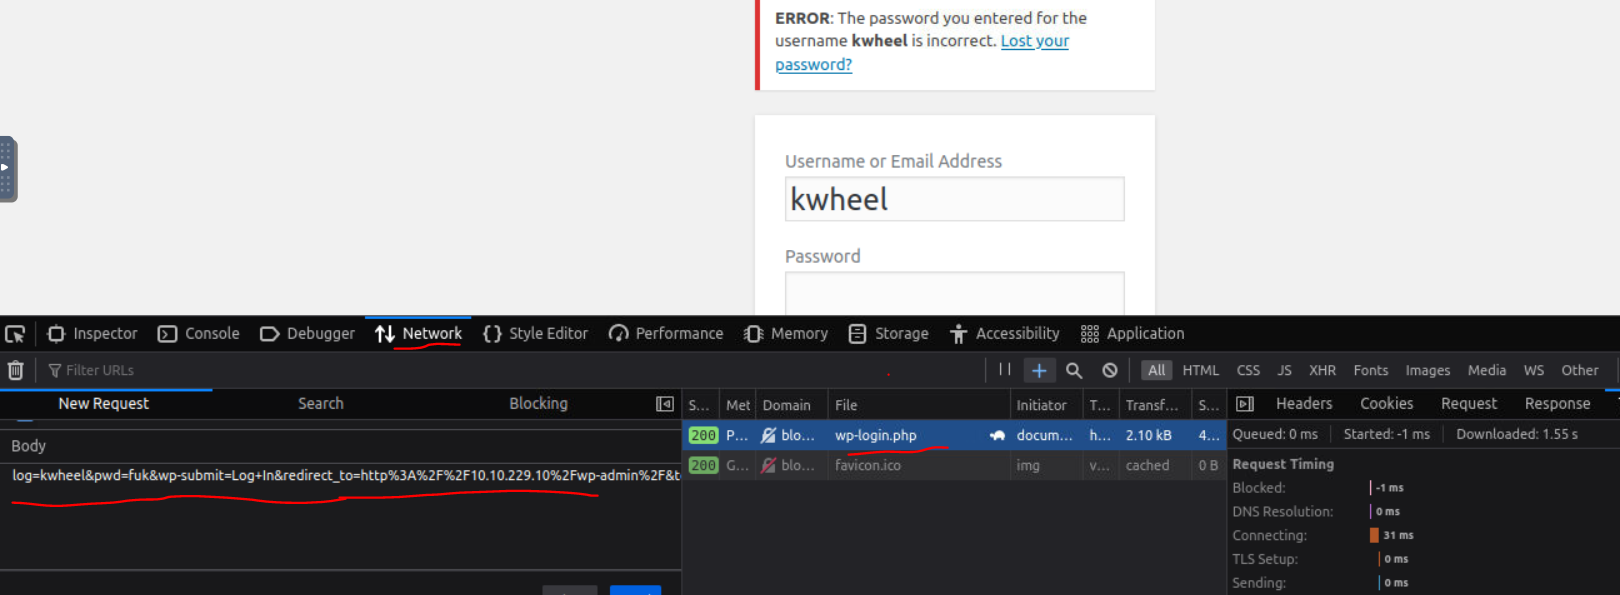 ERROR: The password you entered for the
username kwheel is incorrect. Lost your
password?
Username or Email Address
kwheel
Password
Inspector Console Debugger Network Style Editor Performance Memory Storage Accessibility Application
Filter URLs All HTML CSS JS XHR Fonts Images Media WS Other
New Request Search Blocking S... Met Domain File Initiator T... Transf... S... Headers Cookies Request Response
200 P... blo... wp-login.php docum... h... 2.10 kB 4... Queued: 0 ms Started: -1 ms Downloaded: 1.55 s
Body
200 G... blo... favicon.ico img v... cached 0 B Request Timing
log=kwheel&pwd=fuk&wp-submit=Log+In&redirect_to=http%3A%2F%2F10.10.229.10%2Fwp-admin%2F&t
Blocked: -1 ms
DNS Resolution: 0 ms
Connecting: 31 ms
TLS Setup: 0 ms
Sending: 0 ms